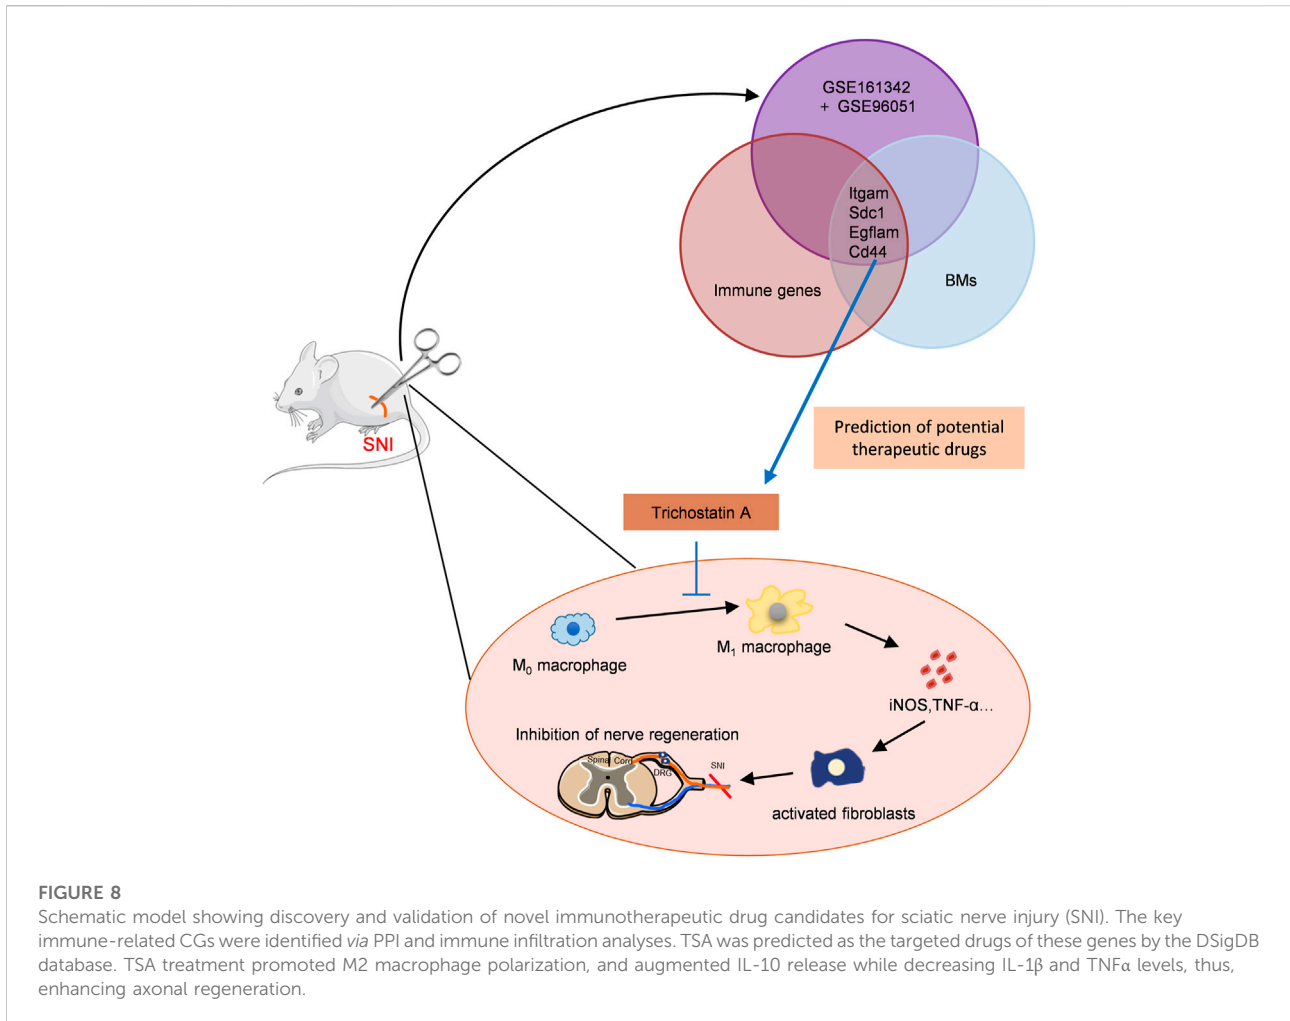 GSE161342
+ GSE96051
Itgam
Sdc1
Egflam
Cd44
Immune genes
BMs
SNI
Prediction of potential
therapeutic drugs
Trichostatin A
M₀ macrophage
M₁ macrophage
iNOS,TNF-α...
Inhibition of nerve regeneration
Spinal Cord
DRG
SNI
activated fibroblasts
FIGURE 8
Schematic model showing discovery and validation of novel immunotherapeutic drug candidates for sciatic nerve injury (SNI). The key
immune-related CGs were identified via PPI and immune infiltration analyses. TSA was predicted as the targeted drugs of these genes by the DSigDB
database. TSA treatment promoted M2 macrophage polarization, and augmented IL-10 release while decreasing IL-1β and TNFα levels, thus,
enhancing axonal regeneration.